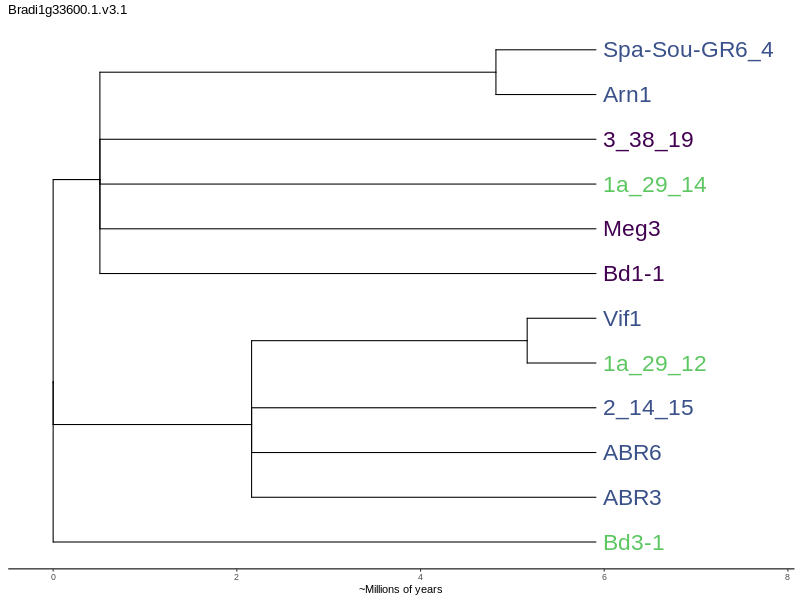 Bradi1g33600.1.v3.1
Spa-Sou-GR6_4
Arn1
3_38_19
1a_29_14
Meg3
Bd1-1
Vif1
1a_29_12
2_14_15
ABR6
ABR3
Bd3-1
0 2 4 6 8
~Millions of years